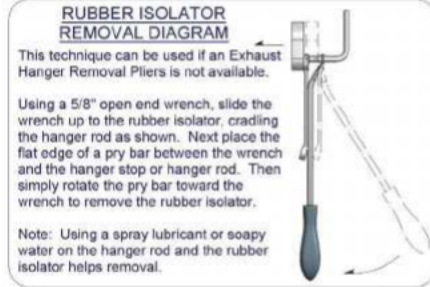 RUBBER ISOLATOR
REMOVAL DIAGRAM
This technique can be used if an Exhaust
Hanger Removal Pliers is not available.
Using a 5/8" open end wrench, slide the
wrench up to the rubber isolator, cradling
the hanger rod as shown. Next place the
flat edge of a pry bar between the wrench
and the hanger stop or hanger rod. Then
simply rotate the pry bar toward the
wrench to remove the rubber isolator.
Note: Using a spray lubricant or soapy
water on the hanger rod and the rubber
isolator helps removal.